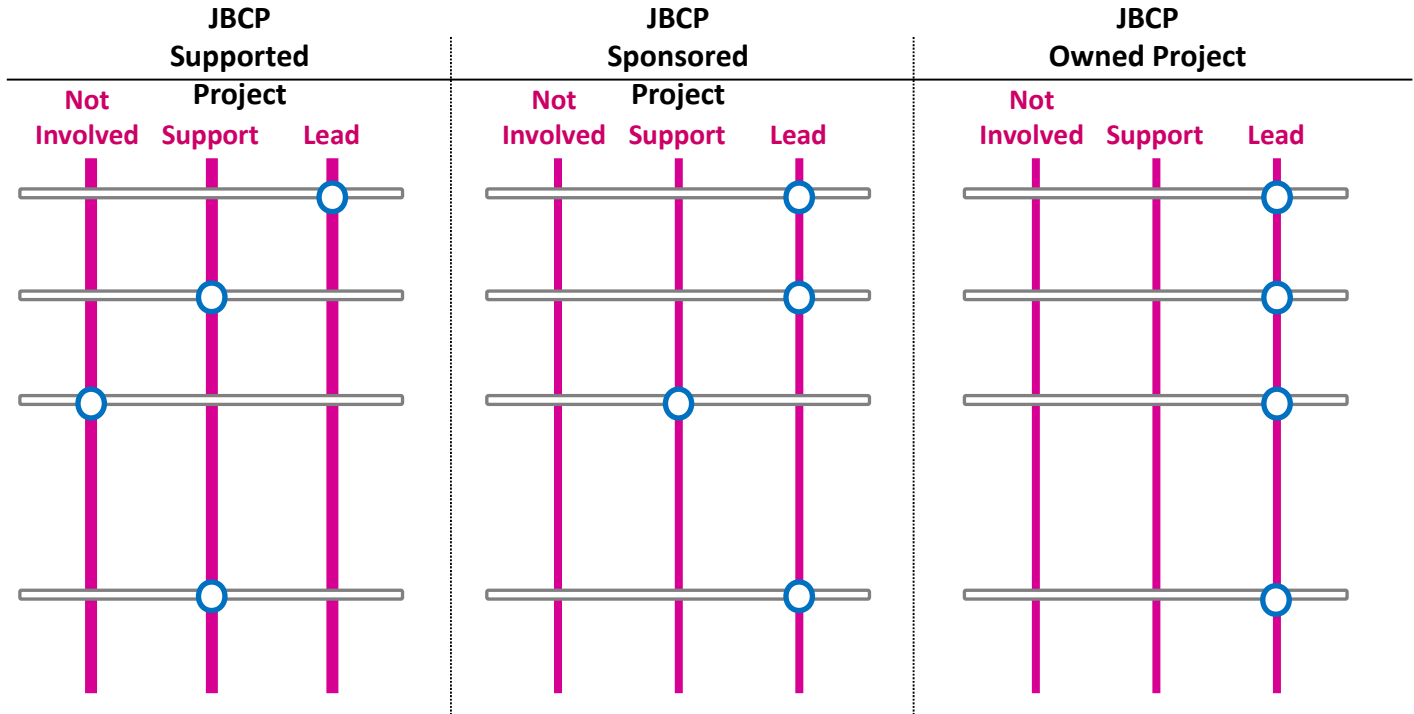 JBCP
Supported
Project
Not
Involved
Support
Lead
JBCP
Sponsored
Project
Not
Involved
Support
Lead
JBCP
Owned Project
Not
Involved
Support
Lead